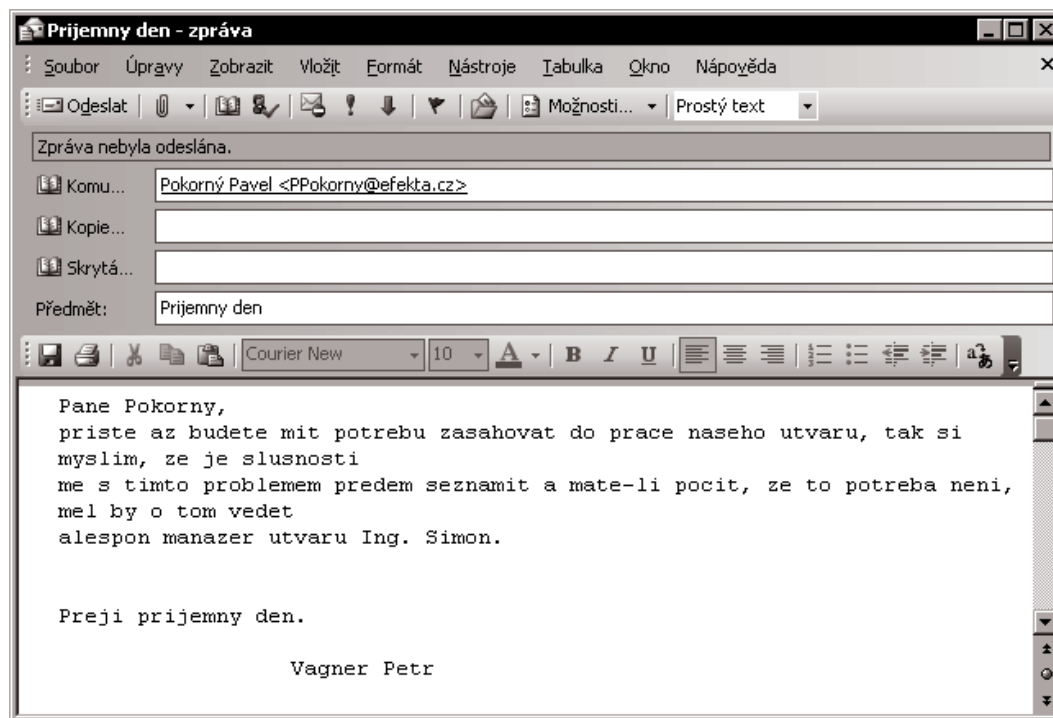 Prijemny den - zpráva
Soubor Úpravy Zobrazit Vložit Formát Nástroje Tabulka Okno Nápověda
Odeslat Možnosti... Prostý text
Zpráva nebyla odeslána.
Komu... Pokorný Pavel <PPokorny@efekta.cz>
Kopie...
Skrytá...
Předmět: Prijemny den
Courier New 10 A B I U
Pane Pokorny,
priste az budete mit potrebu zasahovat do prace naseho utvaru, tak si
myslim, ze je slusnosti
me s timto problemem predem seznamit a mate-li pocit, ze to potreba neni,
mel by o tom vedet
alespon manazer utvaru Ing. Simon.
Preji prijemny den.
Vagner Petr